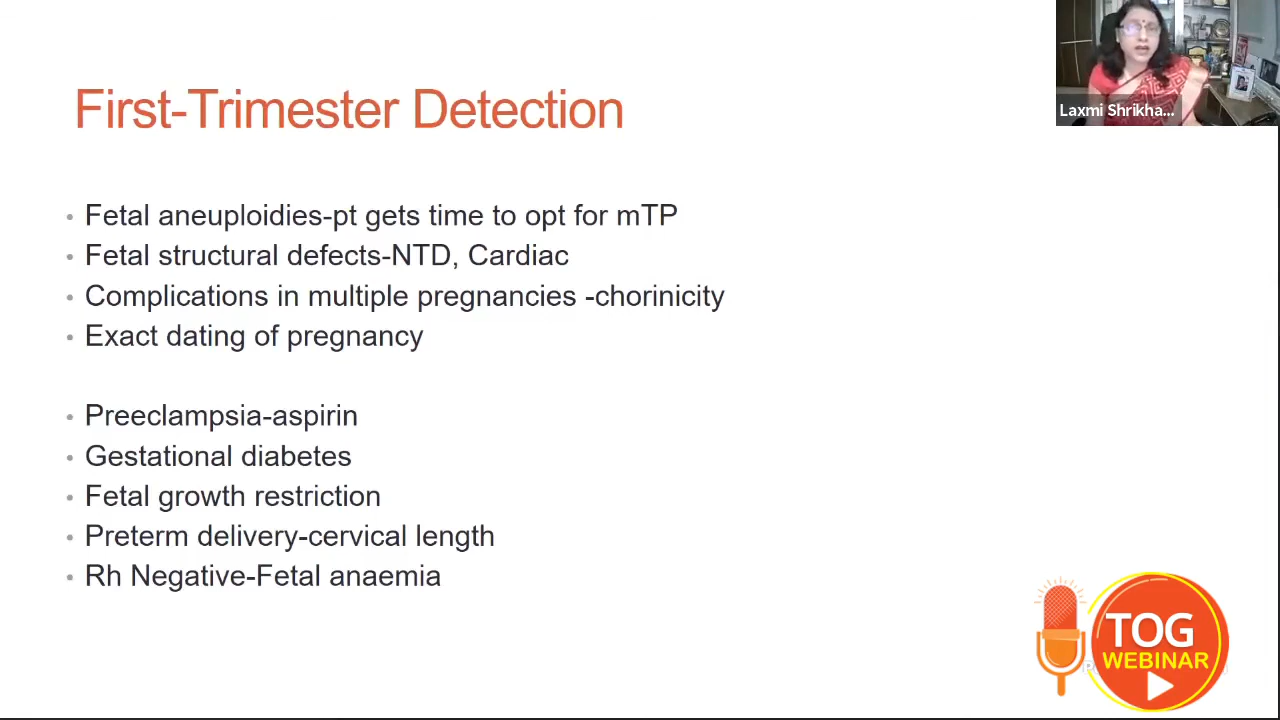 Laxmi Shrikha...
First-Trimester Detection
• Fetal aneuploidies-pt gets time to opt for mTP
• Fetal structural defects-NTD, Cardiac
• Complications in multiple pregnancies -chorinicity
• Exact dating of pregnancy
• Preeclampsia-aspirin
• Gestational diabetes
• Fetal growth restriction
• Preterm delivery-cervical length
• Rh Negative-Fetal anaemia
TOG
WEBINAR